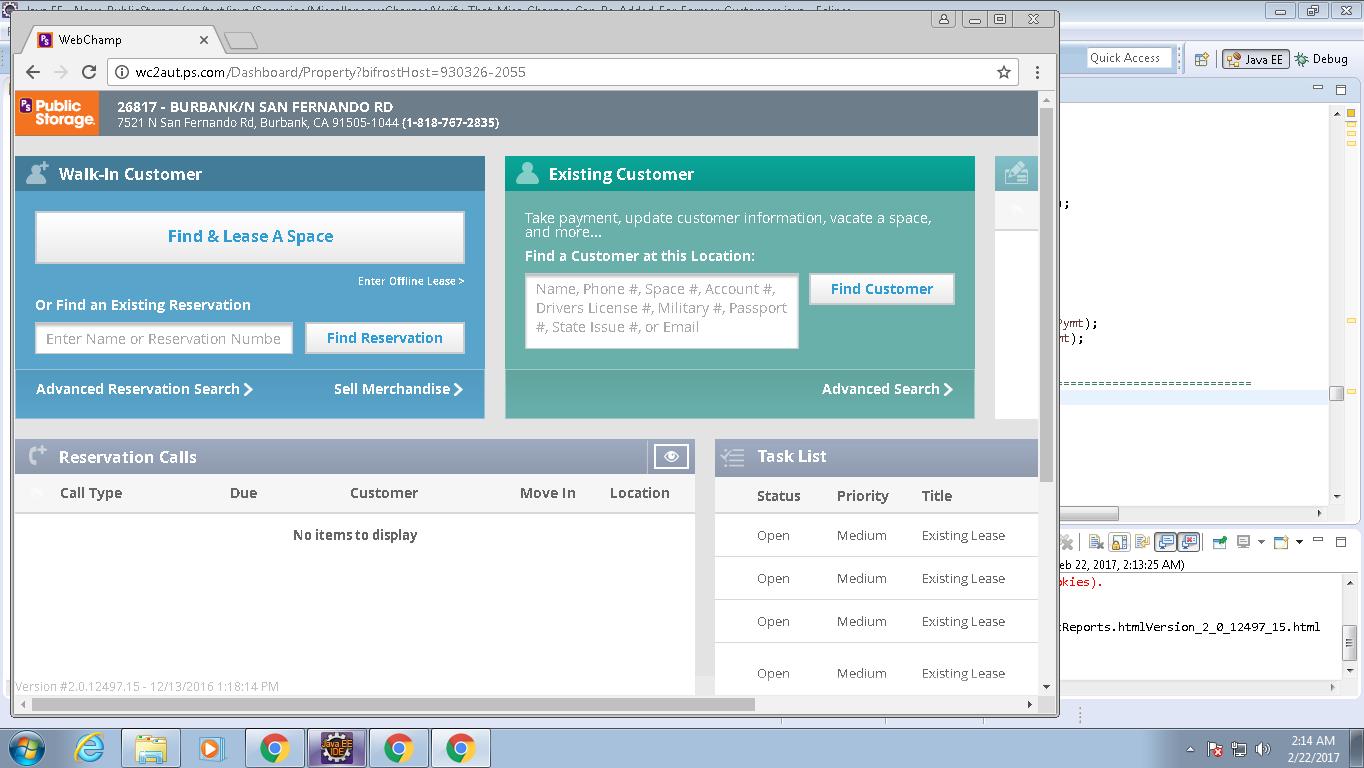 WebChamp
wc2aut.ps.com/Dashboard/Property?bifrostHost=930326-2055
Quick Access
Java EE
Debug
PS Public Storage.
26817 - BURBANK/N SAN FERNANDO RD
7521 N San Fernando Rd, Burbank, CA 91505-1044 (1-818-767-2835)
Walk-In Customer
Find & Lease A Space
Enter Offline Lease >
Or Find an Existing Reservation
Enter Name or Reservation Numbe
Find Reservation
Advanced Reservation Search
Sell Merchandise
Existing Customer
Take payment, update customer information, vacate a space,
and more...
Find a Customer at this Location:
Name, Phone #, Space #, Account #,
Drivers License #, Military #, Passport
#, State Issue #, or Email
Find Customer
Advanced Search
Reservation Calls
Call Type Due Customer Move In Location
No items to display
Task List
Status Priority Title
Open Medium Existing Lease
Open Medium Existing Lease
Open Medium Existing Lease
Open Medium Existing Lease
Version #2.0.12497.15 - 12/13/2016 1:18:14 PM
;
Pymt);
t);
============================
eb 22, 2017, 2:13:25 AM)
kies).
Reports.htmlVersion_2_0_12497_15.html
Java EE
IDE
2:14 AM
2/22/2017